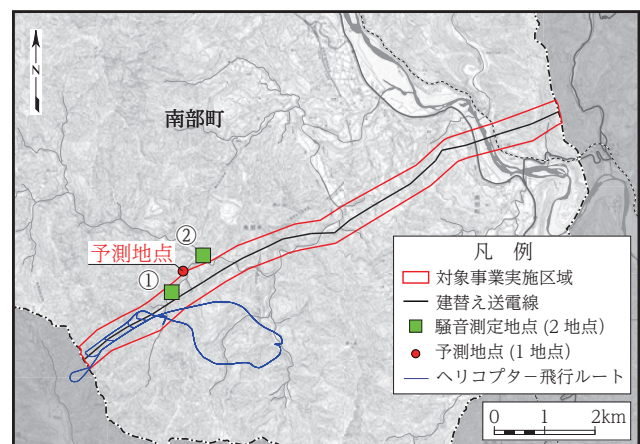 N
南部町
予測地点
②
①
凡 例
対象事業実施区域
建替え送電線
騒音測定地点 (2 地点)
予測地点 (1 地点)
ヘリコプター飛行ルート
0 1 2km